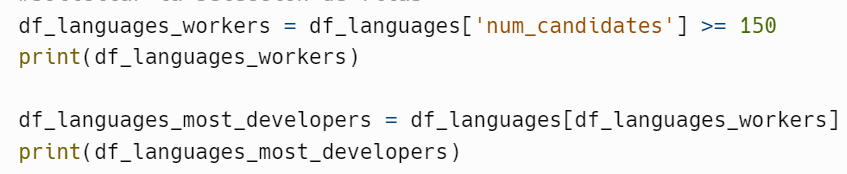 df_languages_workers = df_languages['num_candidates'] >= 150
print(df_languages_workers)
df_languages_most_developers = df_languages[df_languages_workers]
print(df_languages_most_developers)